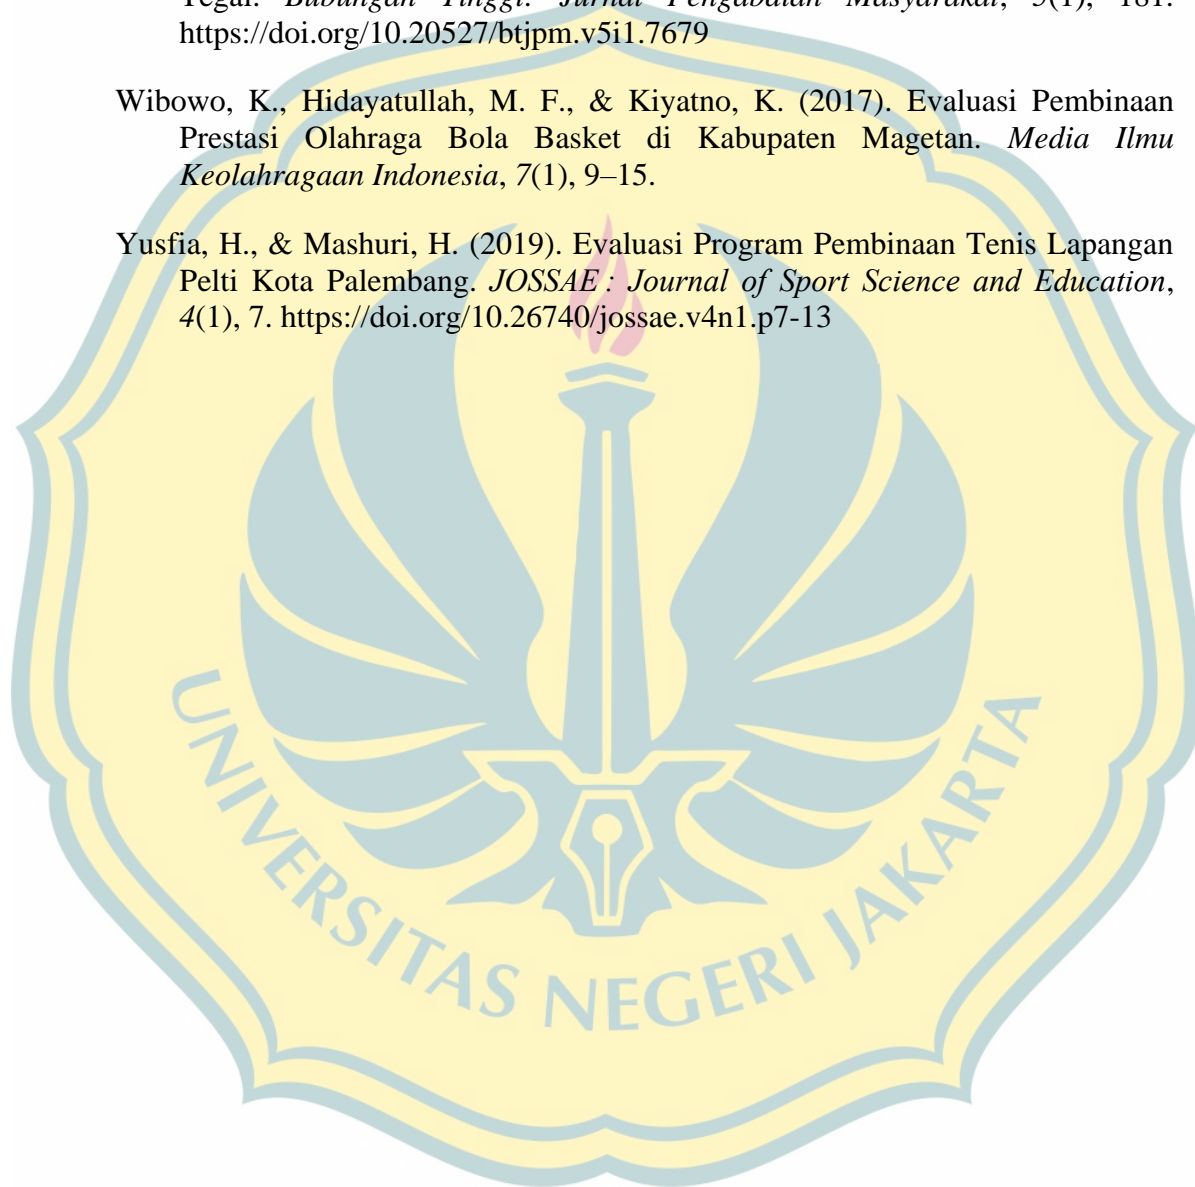 Tegal. Bubungan Tinggi: Jurnal Pengabdian Masyarakat, 5(1), 181.
https://doi.org/10.20527/btjpm.v5i1.7679
Wibowo, K., Hidayatullah, M. F., & Kiyatno, K. (2017). Evaluasi Pembinaan
Prestasi Olahraga Bola Basket di Kabupaten Magetan. Media Ilmu
Keolahragaan Indonesia, 7(1), 9–15.
Yusfia, H., & Mashuri, H. (2019). Evaluasi Program Pembinaan Tenis Lapangan
Pelti Kota Palembang. JOSSAE : Journal of Sport Science and Education,
4(1), 7. https://doi.org/10.26740/jossae.v4n1.p7-13
UNIVERSITAS NEGERI JAKARTA